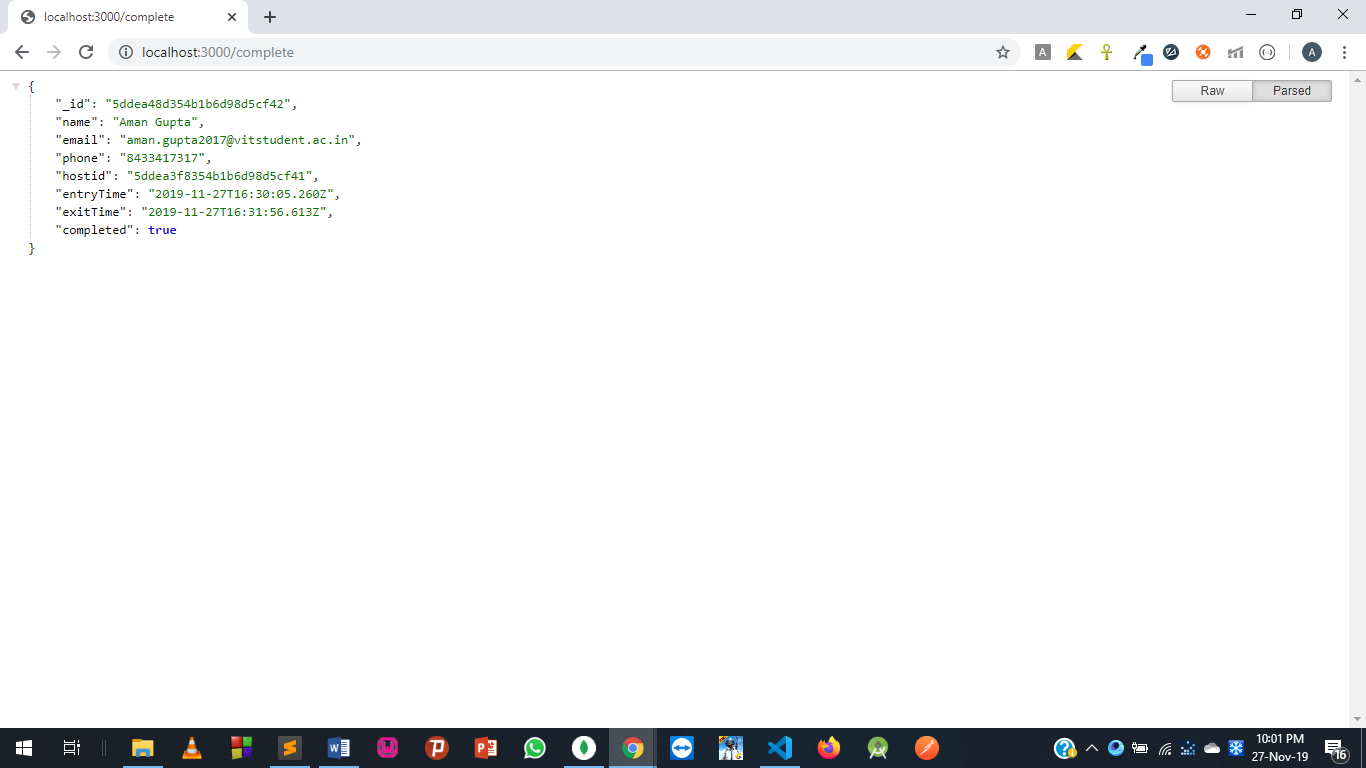 localhost:3000/complete
localhost:3000/complete
A
A
Raw
Parsed
{
"_id": "5ddea48d354b1b6d98d5cf42",
"name": "Aman Gupta",
"email": "aman.gupta2017@vitstudent.ac.in",
"phone": "8433417317",
"hostid": "5ddea3f8354b1b6d98d5cf41",
"entryTime": "2019-11-27T16:30:05.260Z",
"exitTime": "2019-11-27T16:31:56.613Z",
"completed": true
}
10:01 PM
27-Nov-19
16